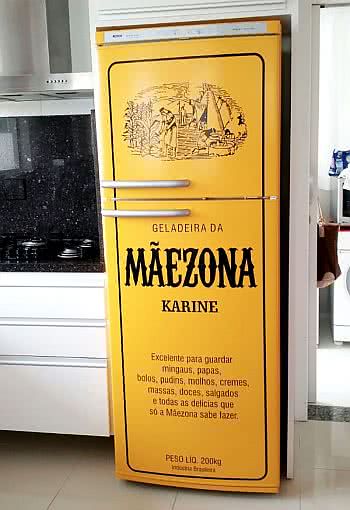 GELADEIRA DA
MÃEZONA
KARINE
Excelente para guardar
mingaus, papas,
bolos, pudins, molhos, cremes,
massas, doces, salgados
e todas as delícias que
só a Mãezona sabe fazer.
PESO LÍQ. 200kg
Indústria Brasileira